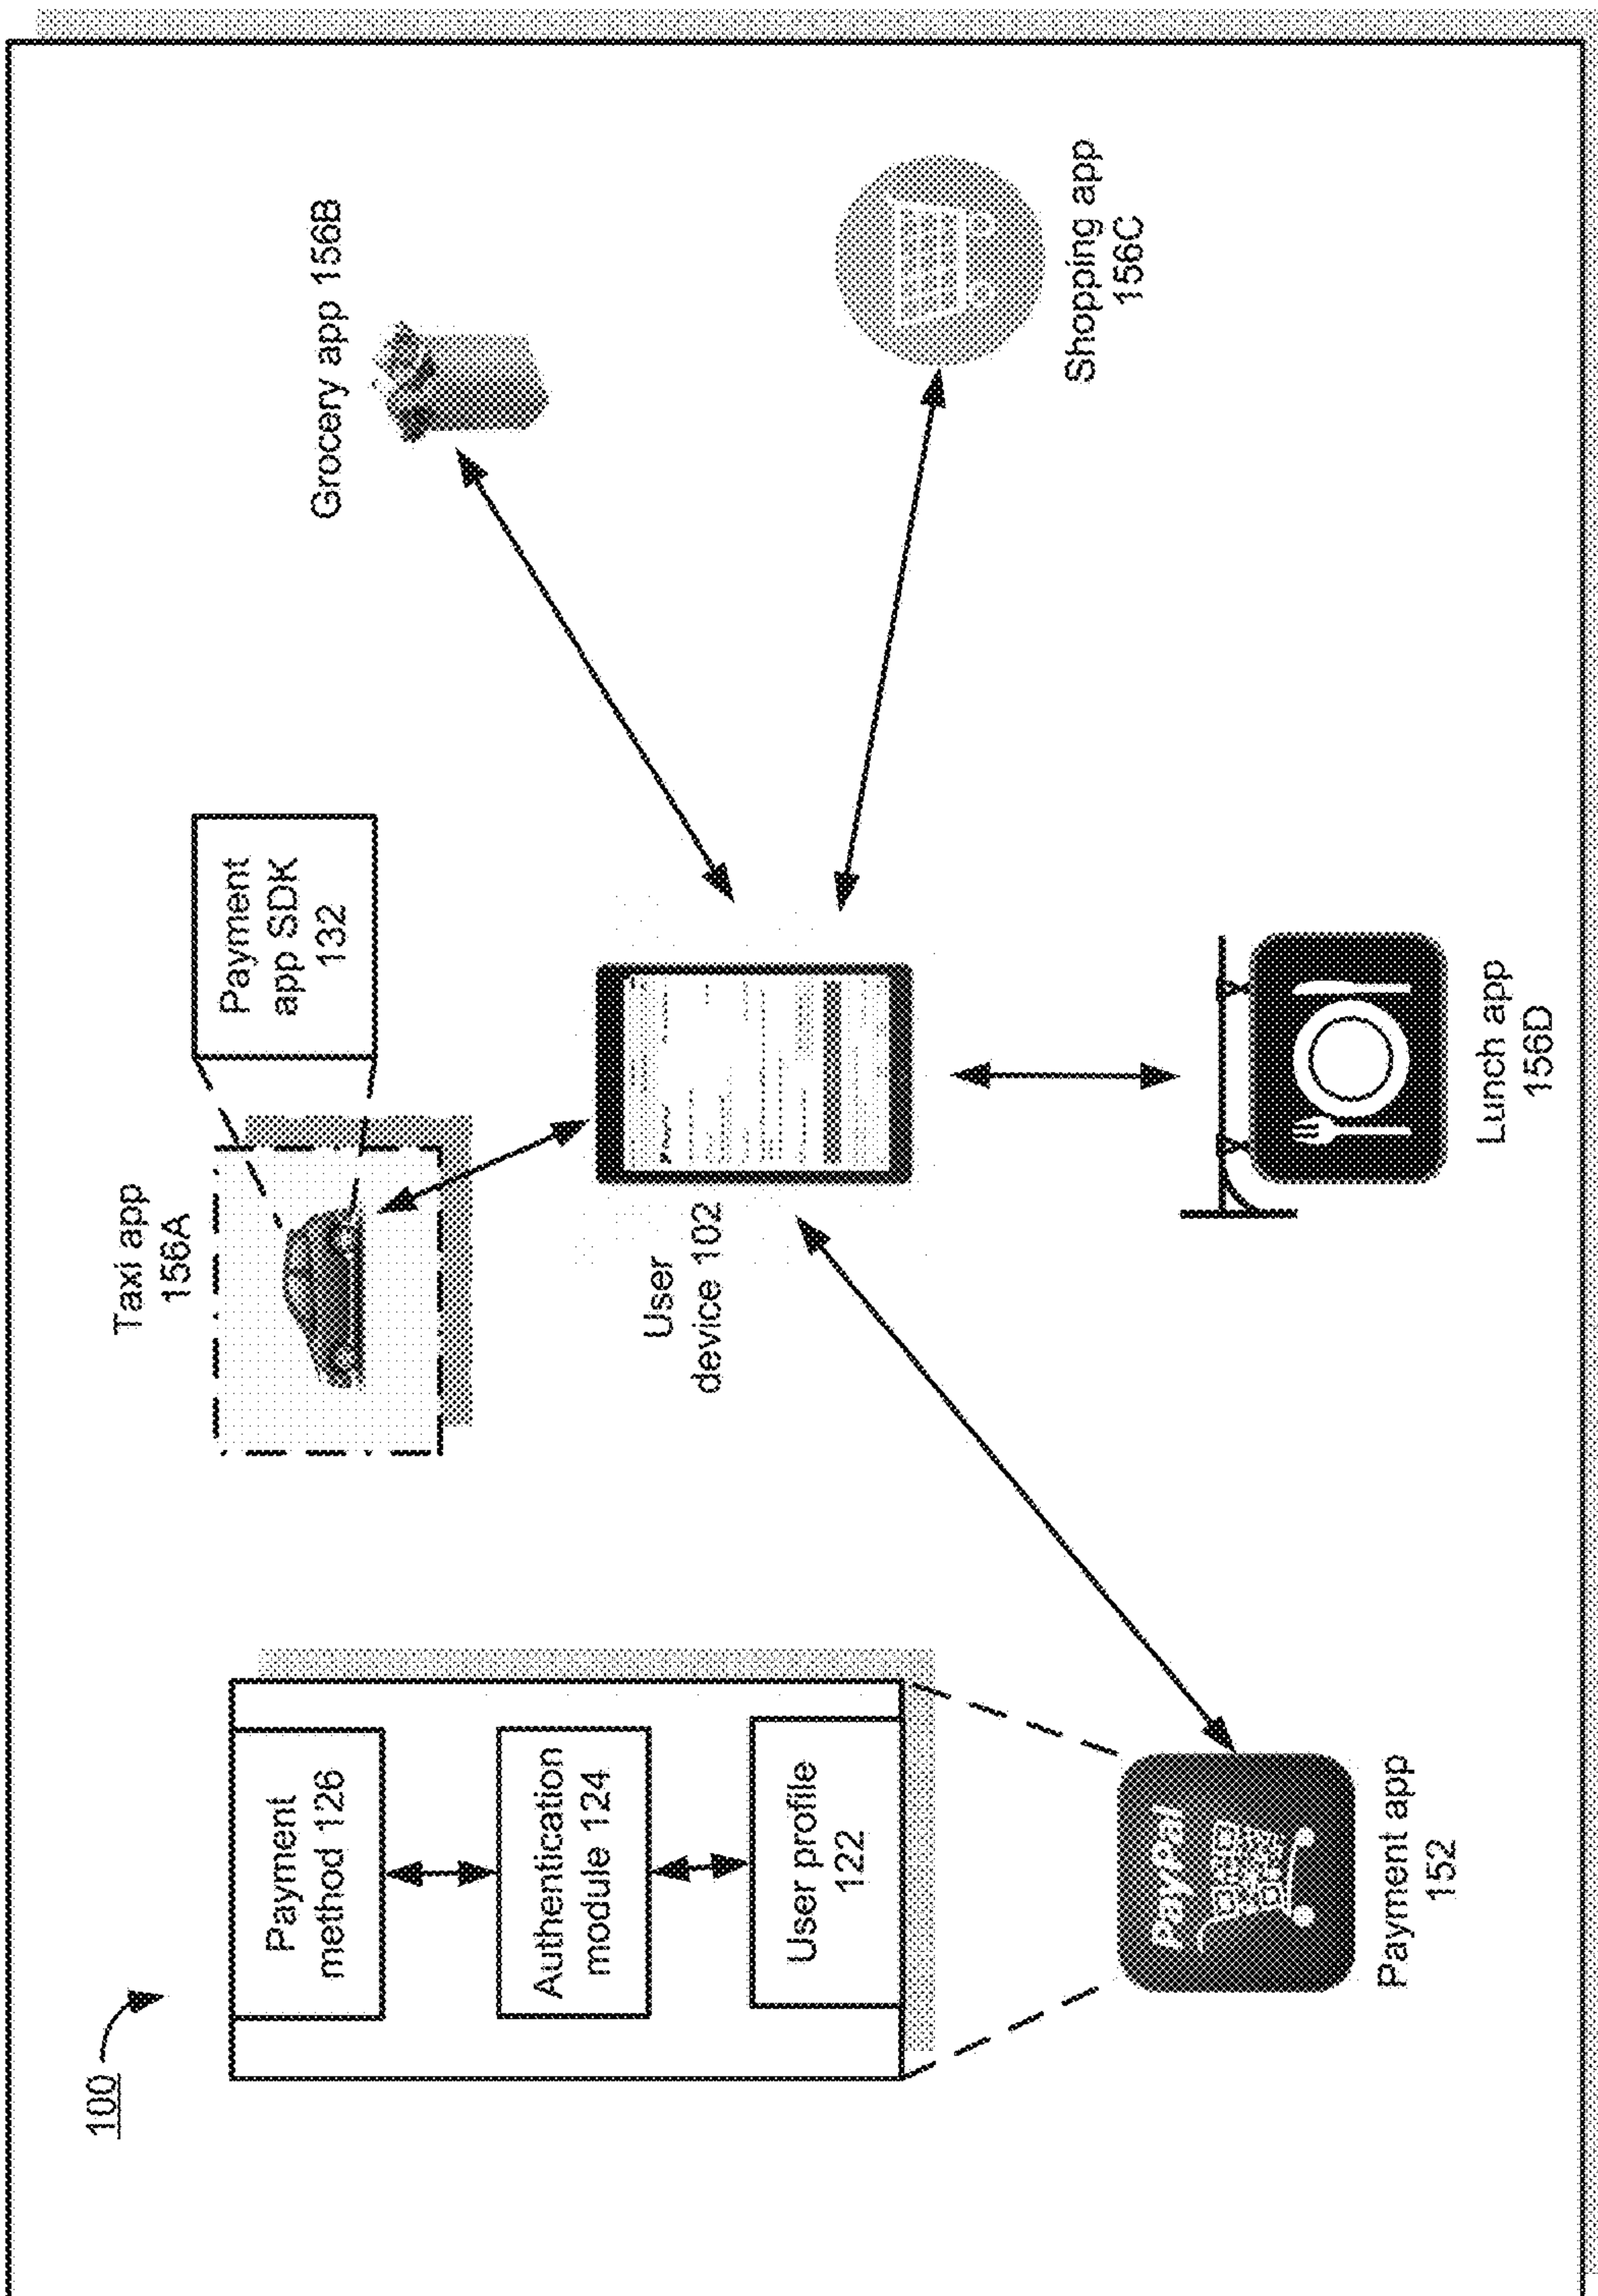 100
Payment
method 126
Authentication
module 124
User profile
122
PayPal
Payment app
152
Taxi app
156A
Payment
app SDK
132
User
device 102
Grocery app 156B
Shopping app
156C
Lunch app
156D